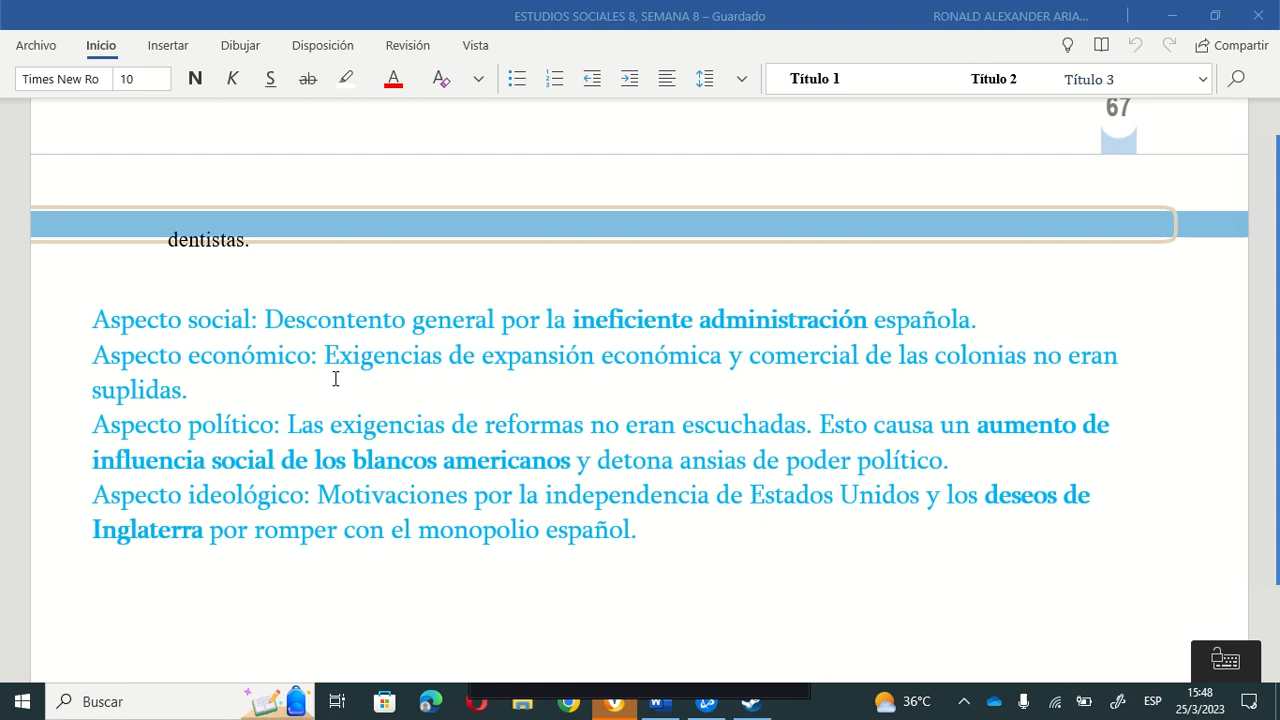 ESTUDIOS SOCIALES 8, SEMANA 8 – Guardado
RONALD ALEXANDER ARIA...
Archivo Inicio Insertar Dibujar Disposición Revisión Vista
Compartir
Times New Ro 10 N K S ab A A Título 1 Título 2 Título 3
67
dentistas.
Aspecto social: Descontento general por la ineficiente administración española.
Aspecto económico: Exigencias de expansión económica y comercial de las colonias no eran
suplidas.
Aspecto político: Las exigencias de reformas no eran escuchadas. Esto causa un aumento de
influencia social de los blancos americanos y detona ansias de poder político.
Aspecto ideológico: Motivaciones por la independencia de Estados Unidos y los deseos de
Inglaterra por romper con el monopolio español.
Buscar
36°C
ESP
15:48
25/3/2023